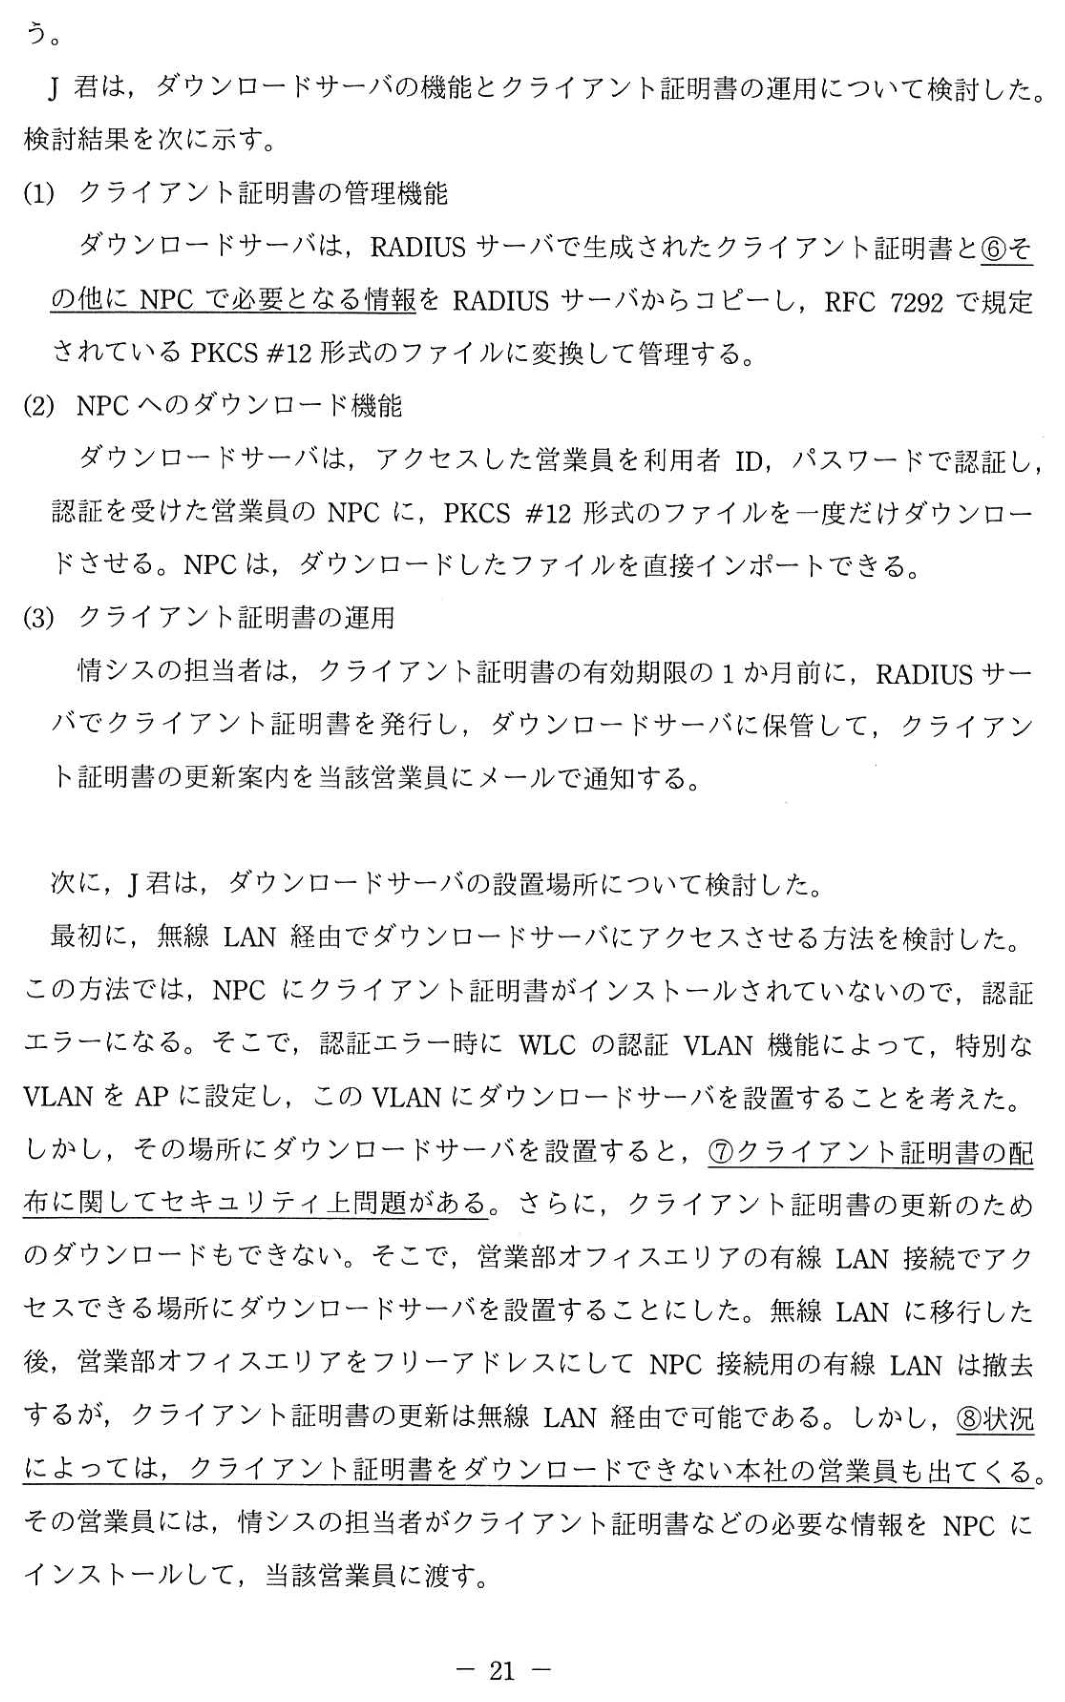 う。
J 君は，ダウンロードサーバの機能とクライアント証明書の運用について検討した。
検討結果を次に示す。
(1) クライアント証明書の管理機能
ダウンロードサーバは，RADIUS サーバで生成されたクライアント証明書と⑥そ
の他に NPC で必要となる情報を RADIUS サーバからコピーし，RFC 7292 で規定
されている PKCS #12 形式のファイルに変換して管理する。
(2) NPC へのダウンロード機能
ダウンロードサーバは，アクセスした営業員を利用者 ID，パスワードで認証し，
認証を受けた営業員の NPC に，PKCS #12 形式のファイルを一度だけダウンロー
ドさせる。NPC は，ダウンロードしたファイルを直接インポートできる。
(3) クライアント証明書の運用
情シスの担当者は，クライアント証明書の有効期限の 1 か月前に，RADIUS サー
バでクライアント証明書を発行し，ダウンロードサーバに保管して，クライアン
ト証明書の更新案内を当該営業員にメールで通知する。
次に，J 君は，ダウンロードサーバの設置場所について検討した。
最初に，無線 LAN 経由でダウンロードサーバにアクセスさせる方法を検討した。
この方法では，NPC にクライアント証明書がインストールされていないので，認証
エラーになる。そこで，認証エラー時に WLC の認証 VLAN 機能によって，特別な
VLAN を AP に設定し，この VLAN にダウンロードサーバを設置することを考えた。
しかし，その場所にダウンロードサーバを設置すると，⑦クライアント証明書の配
布に関してセキュリティ上問題がある。さらに，クライアント証明書の更新のため
のダウンロードもできない。そこで，営業部オフィスエリアの有線 LAN 接続でアク
セスできる場所にダウンロードサーバを設置することにした。無線 LAN に移行した
後，営業部オフィスエリアをフリーアドレスにして NPC 接続用の有線 LAN は撤去
するが，クライアント証明書の更新は無線 LAN 経由で可能である。しかし，⑧状況
によっては，クライアント証明書をダウンロードできない本社の営業員も出てくる。
その営業員には，情シスの担当者がクライアント証明書などの必要な情報を NPC に
インストールして，当該営業員に渡す。
－ 21 －